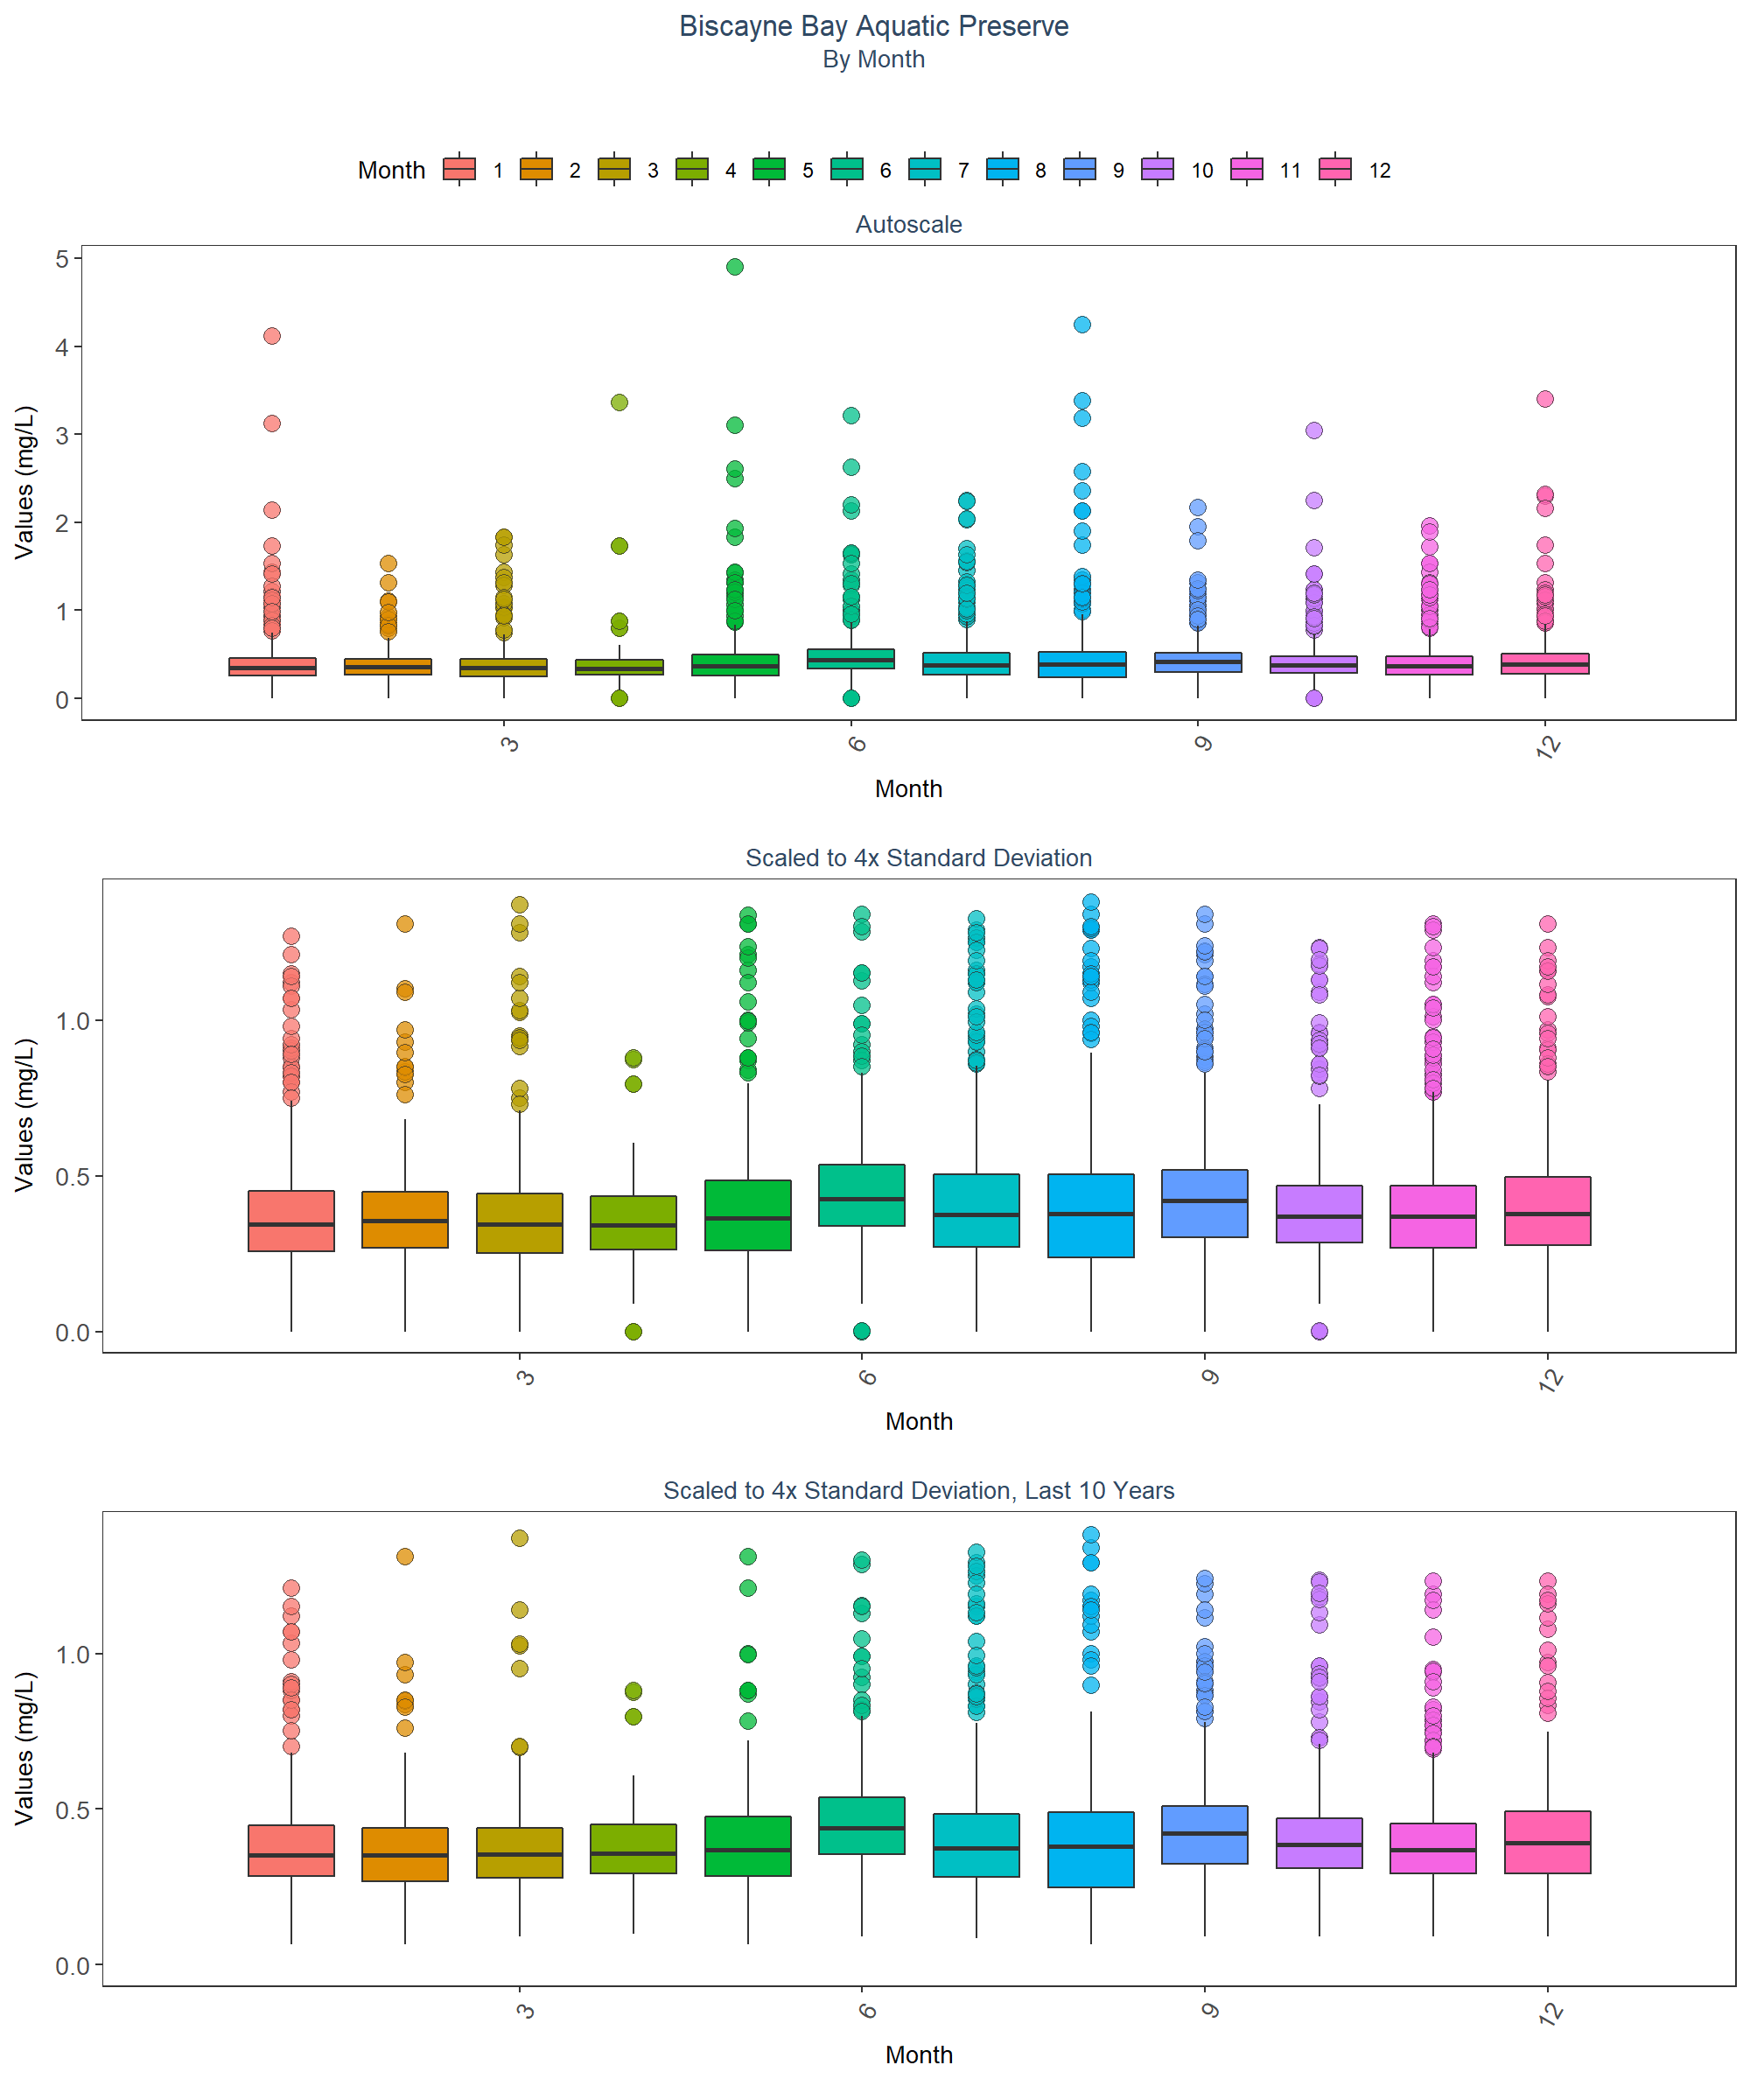 Biscayne Bay Aquatic Preserve
By Month
Month 1 2 3 4 5 6 7 8 9 10 11 12
Autoscale
Values (mg/L)
5
4
3
2
1
0
3 6 9 12
Month
Scaled to 4x Standard Deviation
Values (mg/L)
1.0
0.5
0.0
3 6 9 12
Month
Scaled to 4x Standard Deviation, Last 10 Years
Values (mg/L)
1.0
0.5
0.0
3 6 9 12
Month